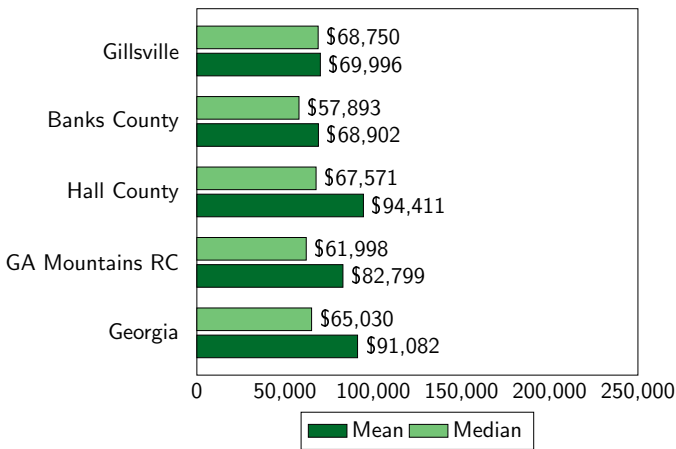 Gillsville
$68,750
$69,996
Banks County
$57,893
$68,902
Hall County
$67,571
$94,411
GA Mountains RC
$61,998
$82,799
Georgia
$65,030
$91,082
0 50,000 100,000 150,000 200,000 250,000
Mean Median